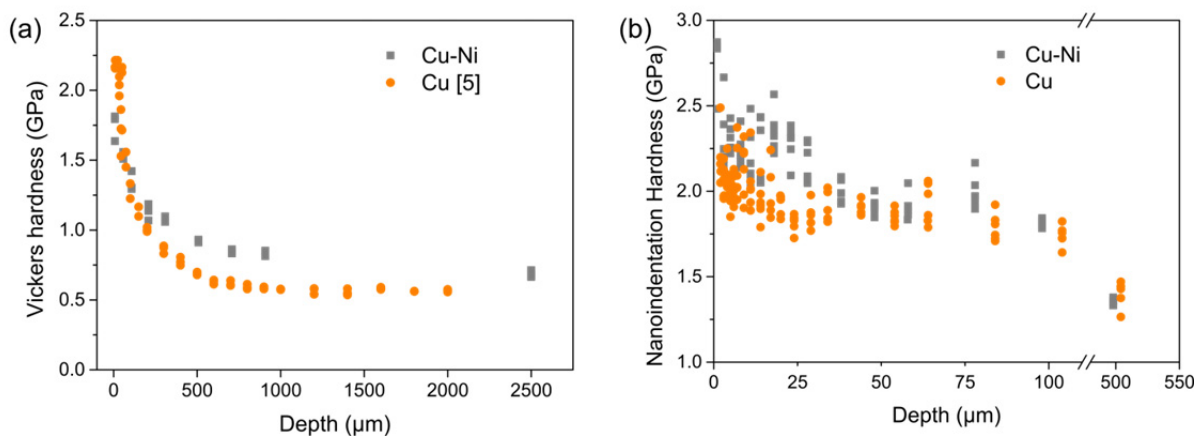 (a)
2.5
2.0
1.5
1.0
0.5
0.0
Vickers hardness (GPa)
Cu-Ni
Cu [5]
0 500 1000 1500 2000 2500
Depth (µm)
(b)
3.0
2.5
2.0
1.5
1.0
Nanoindentation Hardness (GPa)
Cu-Ni
Cu
0 25 50 75 100 500 550
Depth (µm)